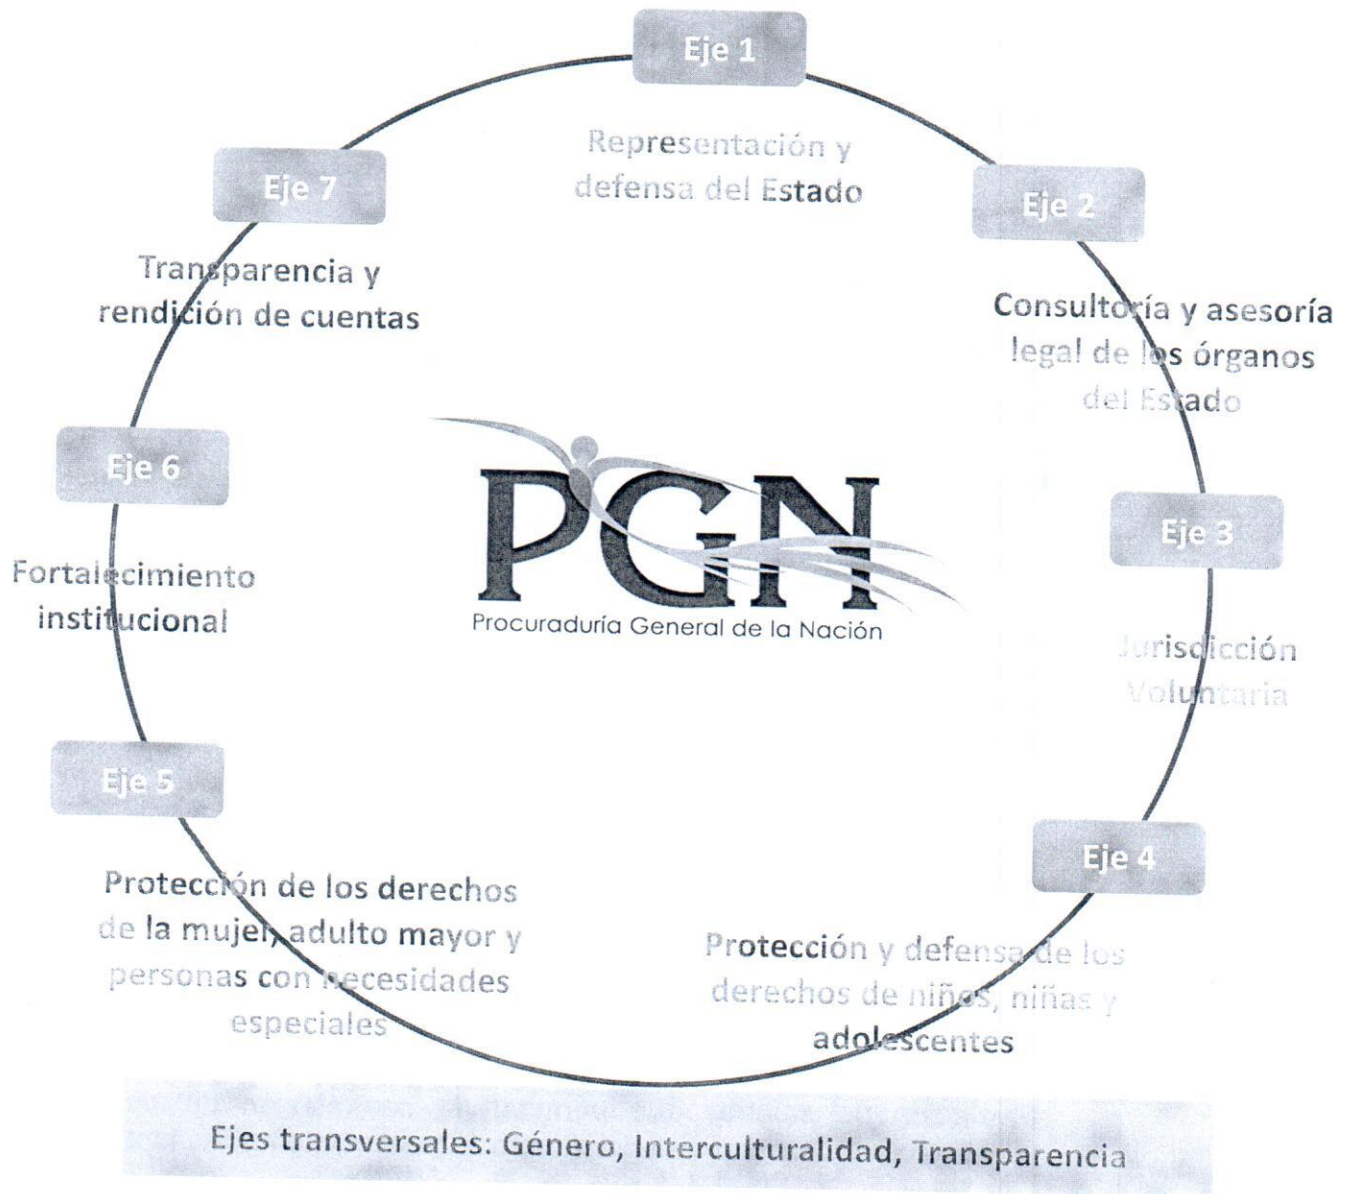 Eje 1
Representación y
defensa del Estado
Eje 2
Consultoría y asesoría
legal de los órganos
del Estado
Eje 3
Jurisdicción
Voluntaria
Eje 4
Protección y defensa de los
derechos de niños, niñas y
adolescentes
Eje 5
Protección de los derechos
de la mujer, adulto mayor y
personas con necesidades
especiales
Eje 6
Fortalecimiento
institucional
Eje 7
Transparencia y
rendición de cuentas
PGN
Procuraduría General de la Nación
Ejes transversales: Género, Interculturalidad, Transparencia